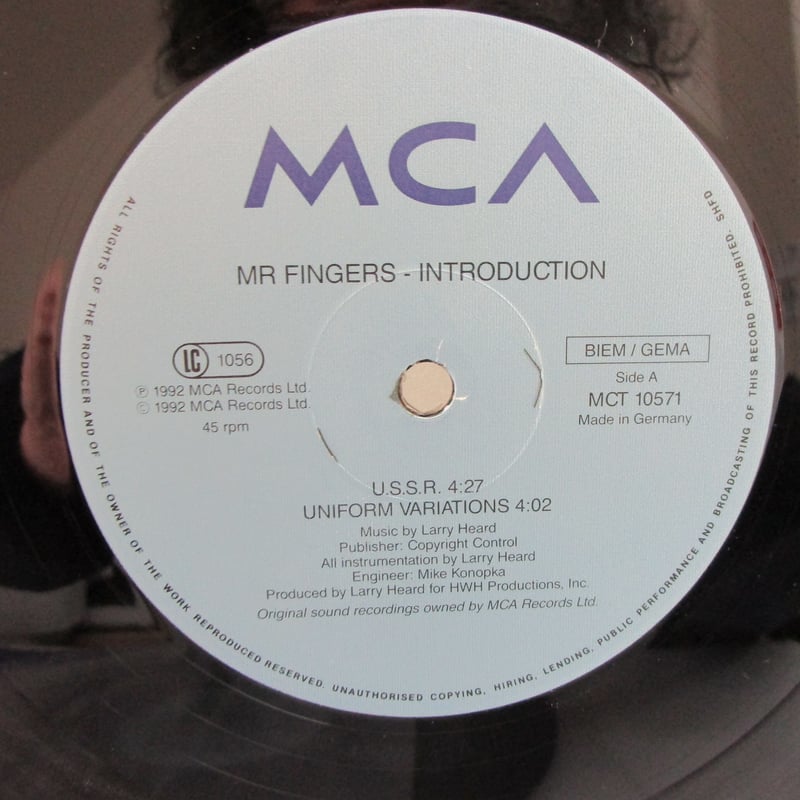 MCA
MR FINGERS - INTRODUCTION
LC 1056
℗ 1992 MCA Records Ltd.
© 1992 MCA Records Ltd.
45 rpm
BIEM / GEMA
Side A
MCT 10571
Made in Germany
U.S.S.R. 4:27
UNIFORM VARIATIONS 4:02
Music by Larry Heard
Publisher: Copyright Control
All instrumentation by Larry Heard
Engineer: Mike Konopka
Produced by Larry Heard for HWH Productions, Inc.
Original sound recordings owned by MCA Records Ltd.
ALL RIGHTS OF THE PRODUCER AND OF THE OWNER OF THE WORK REPRODUCED RESERVED. UNAUTHORISED COPYING, HIRING, LENDING, PUBLIC PERFORMANCE AND BROADCASTING OF THIS RECORD PROHIBITED. SHFD